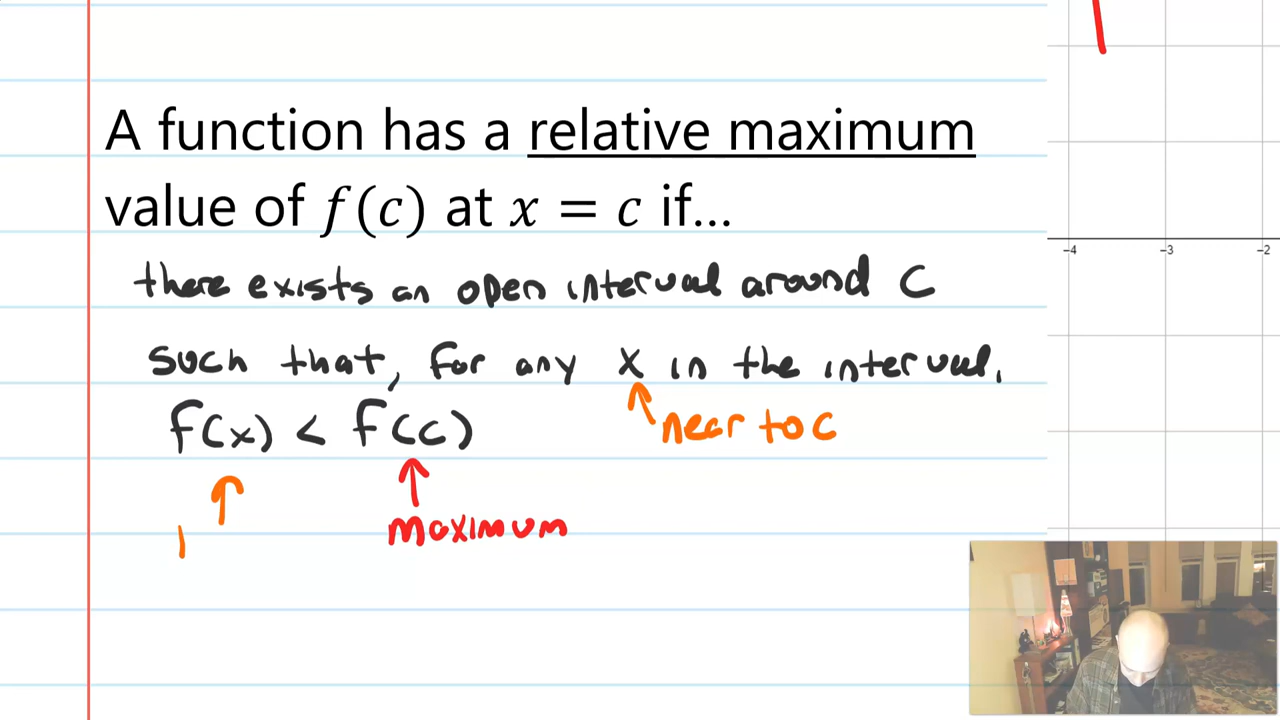 A function has a relative maximum
value of f(c) at x = c if...
there exists an open interval around c
such that, for any x in the interval,
f(x) < f(c)
near to c
maximum
-4 -3 -2